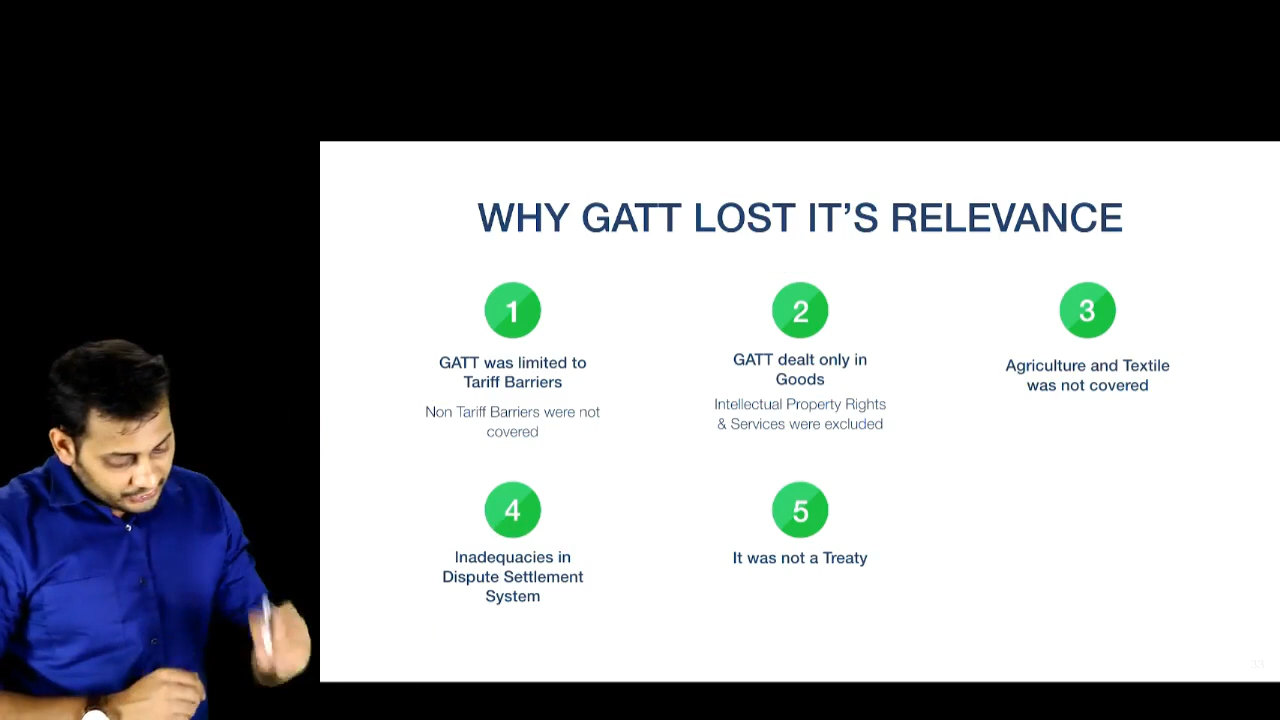 WHY GATT LOST IT’S RELEVANCE
1
GATT was limited to
Tariff Barriers
Non Tariff Barriers were not
covered
2
GATT dealt only in
Goods
Intellectual Property Rights
& Services were excluded
3
Agriculture and Textile
was not covered
4
Inadequacies in
Dispute Settlement
System
5
It was not a Treaty